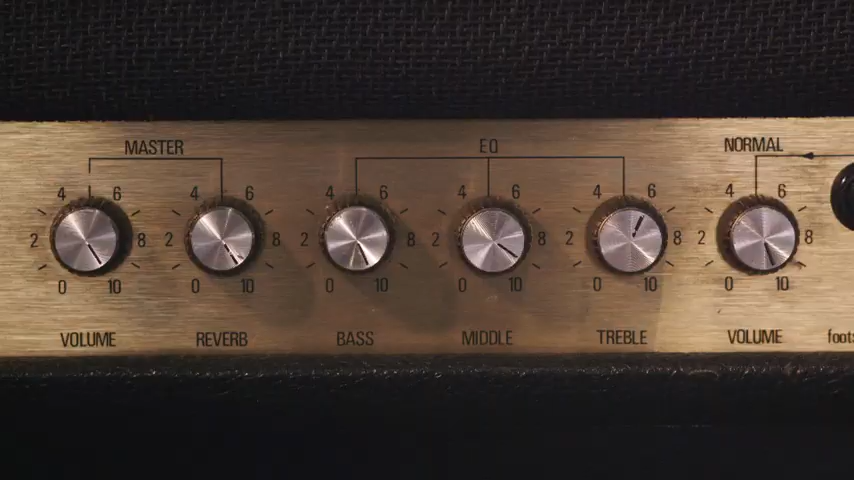 MASTER EQ NORMAL
4 6 4 6 4 6 4 6 4 6 4 6
2 8 2 8 2 8 2 8 2 8 2 8
0 10 0 10 0 10 0 10 0 10 0 10
VOLUME REVERB BASS MIDDLE TREBLE VOLUME foots